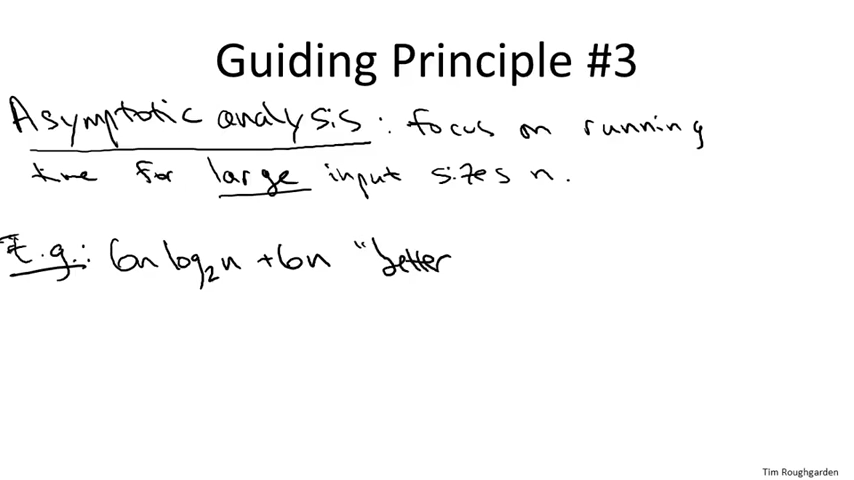 Guiding Principle #3
Asymptotic analysis: focus on running
time for large input sizes n.
E.g.: 6n log₂n + 6n "better
Tim Roughgarden